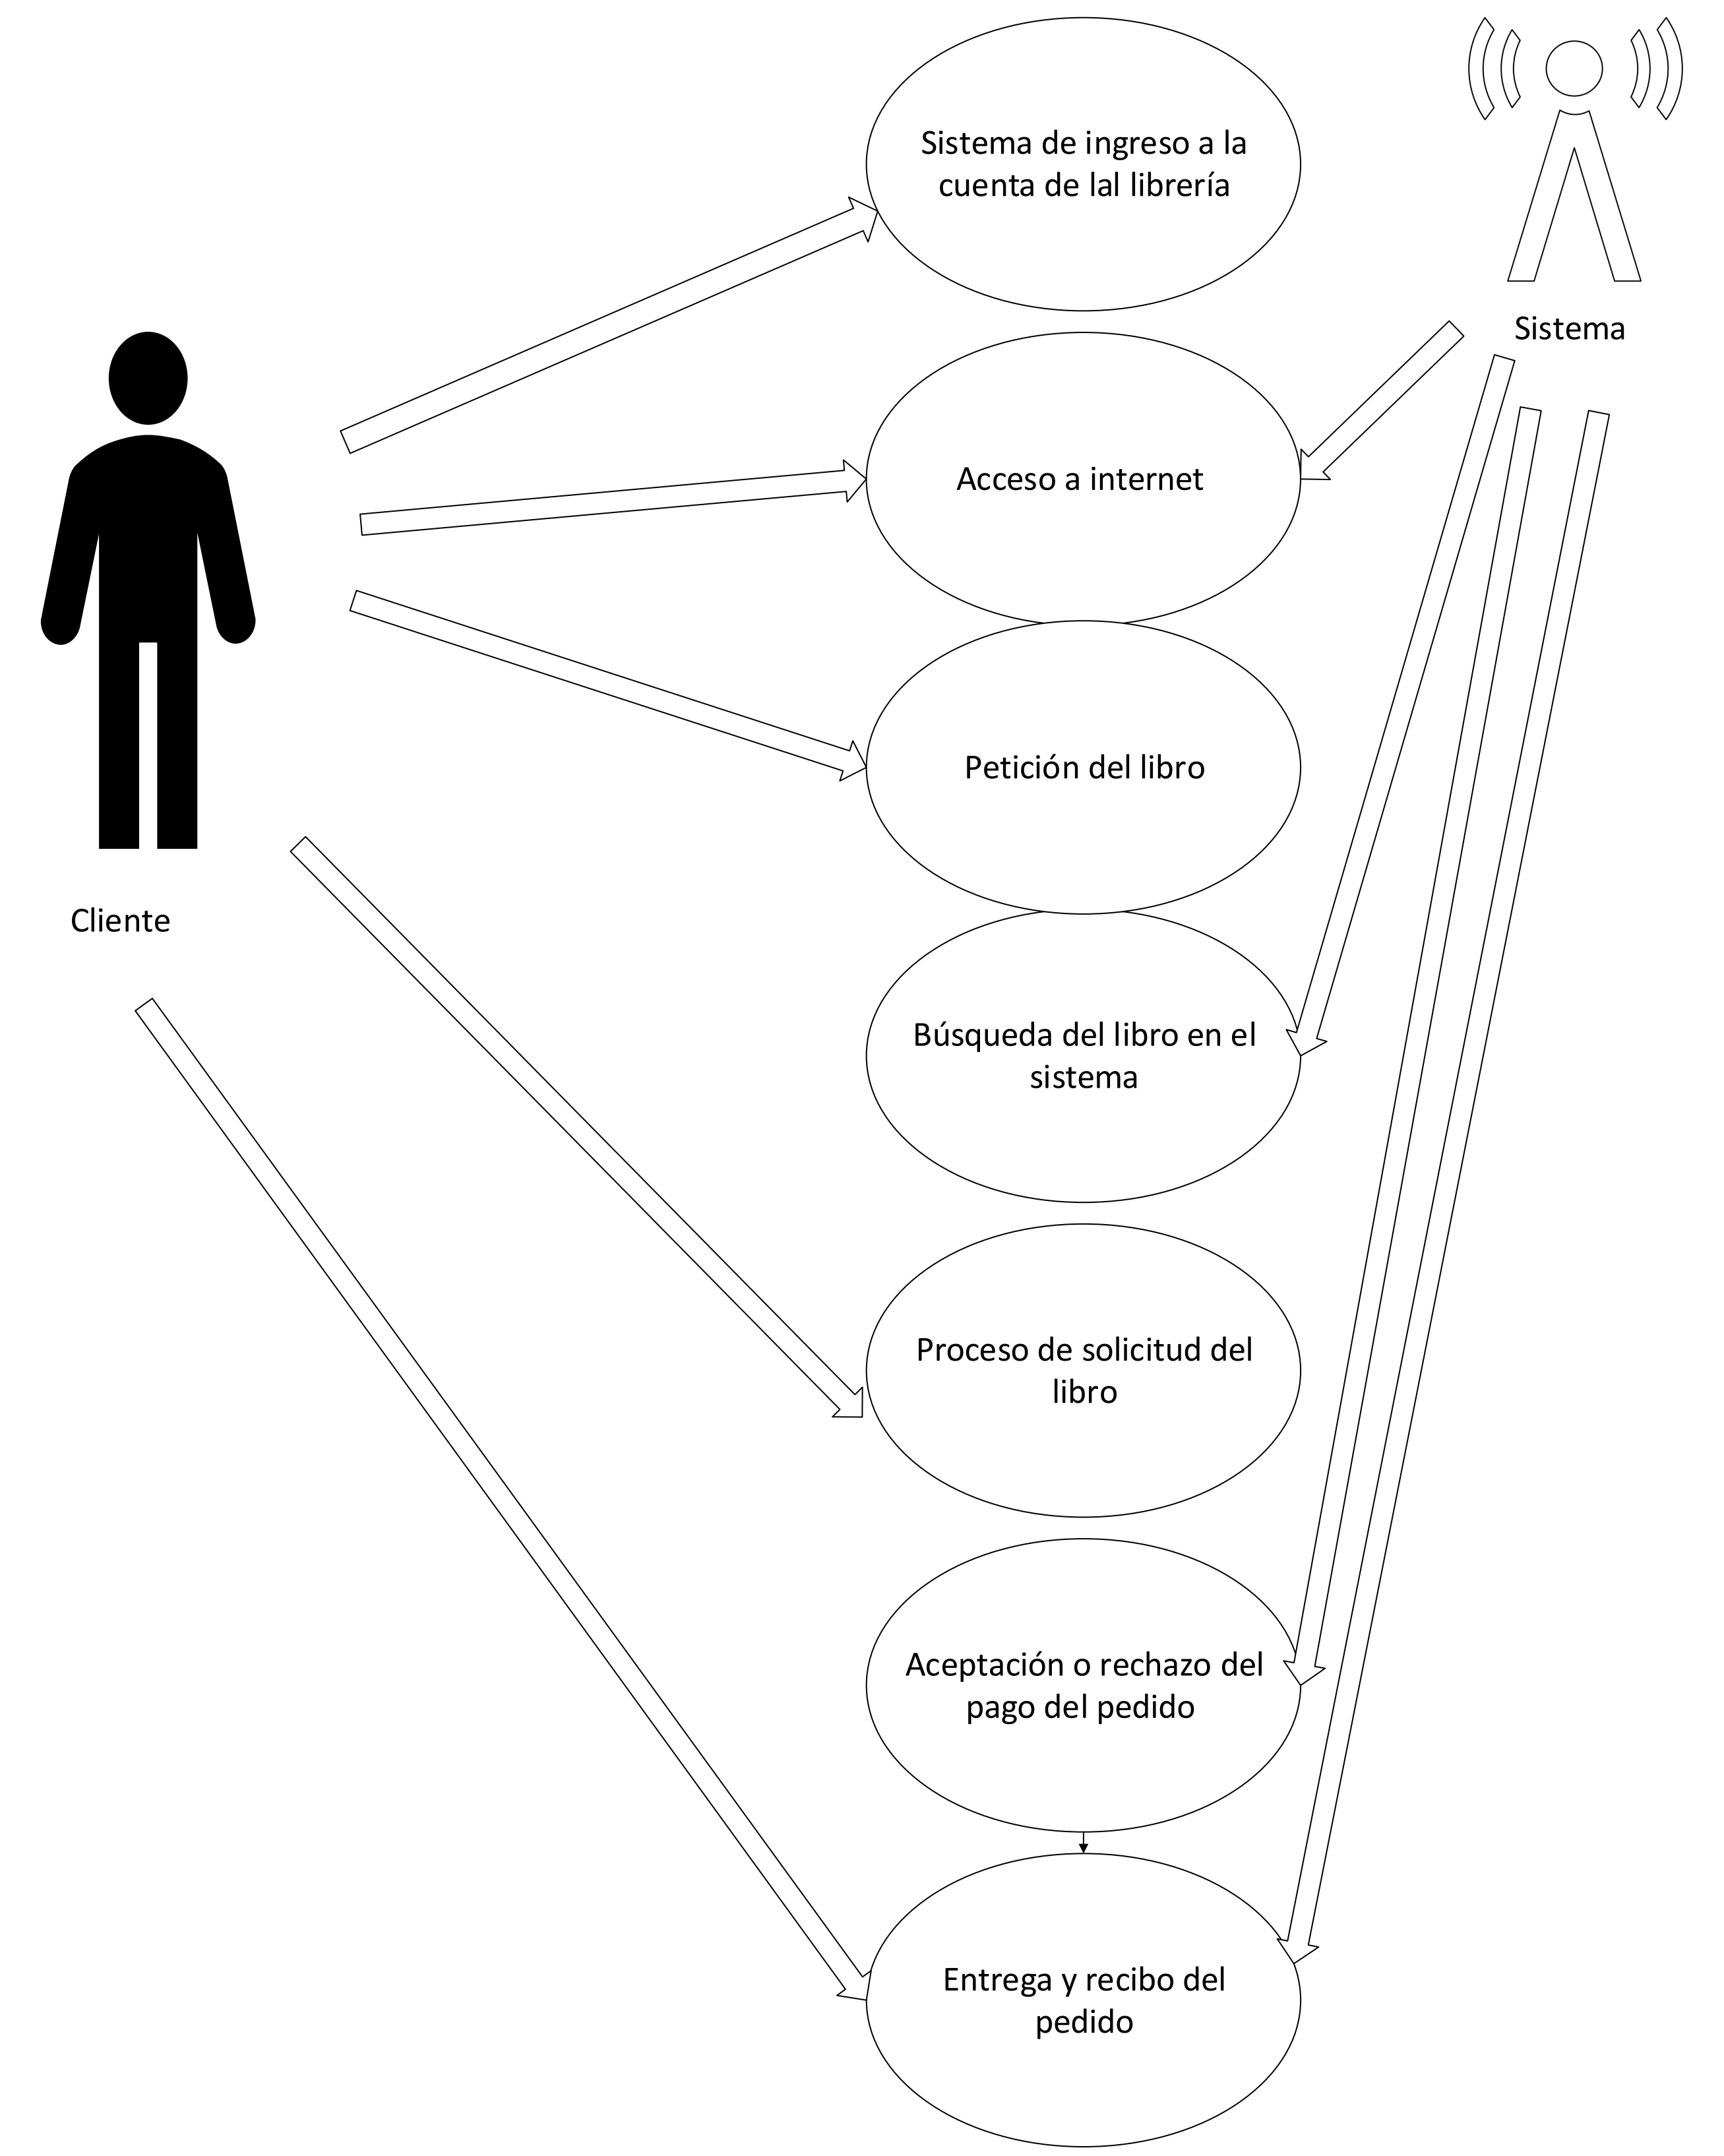 Sistema de ingreso a la
cuenta de lal librería
Sistema
Acceso a internet
Petición del libro
Cliente
Búsqueda del libro en el
sistema
Proceso de solicitud del
libro
Aceptación o rechazo del
pago del pedido
Entrega y recibo del
pedido